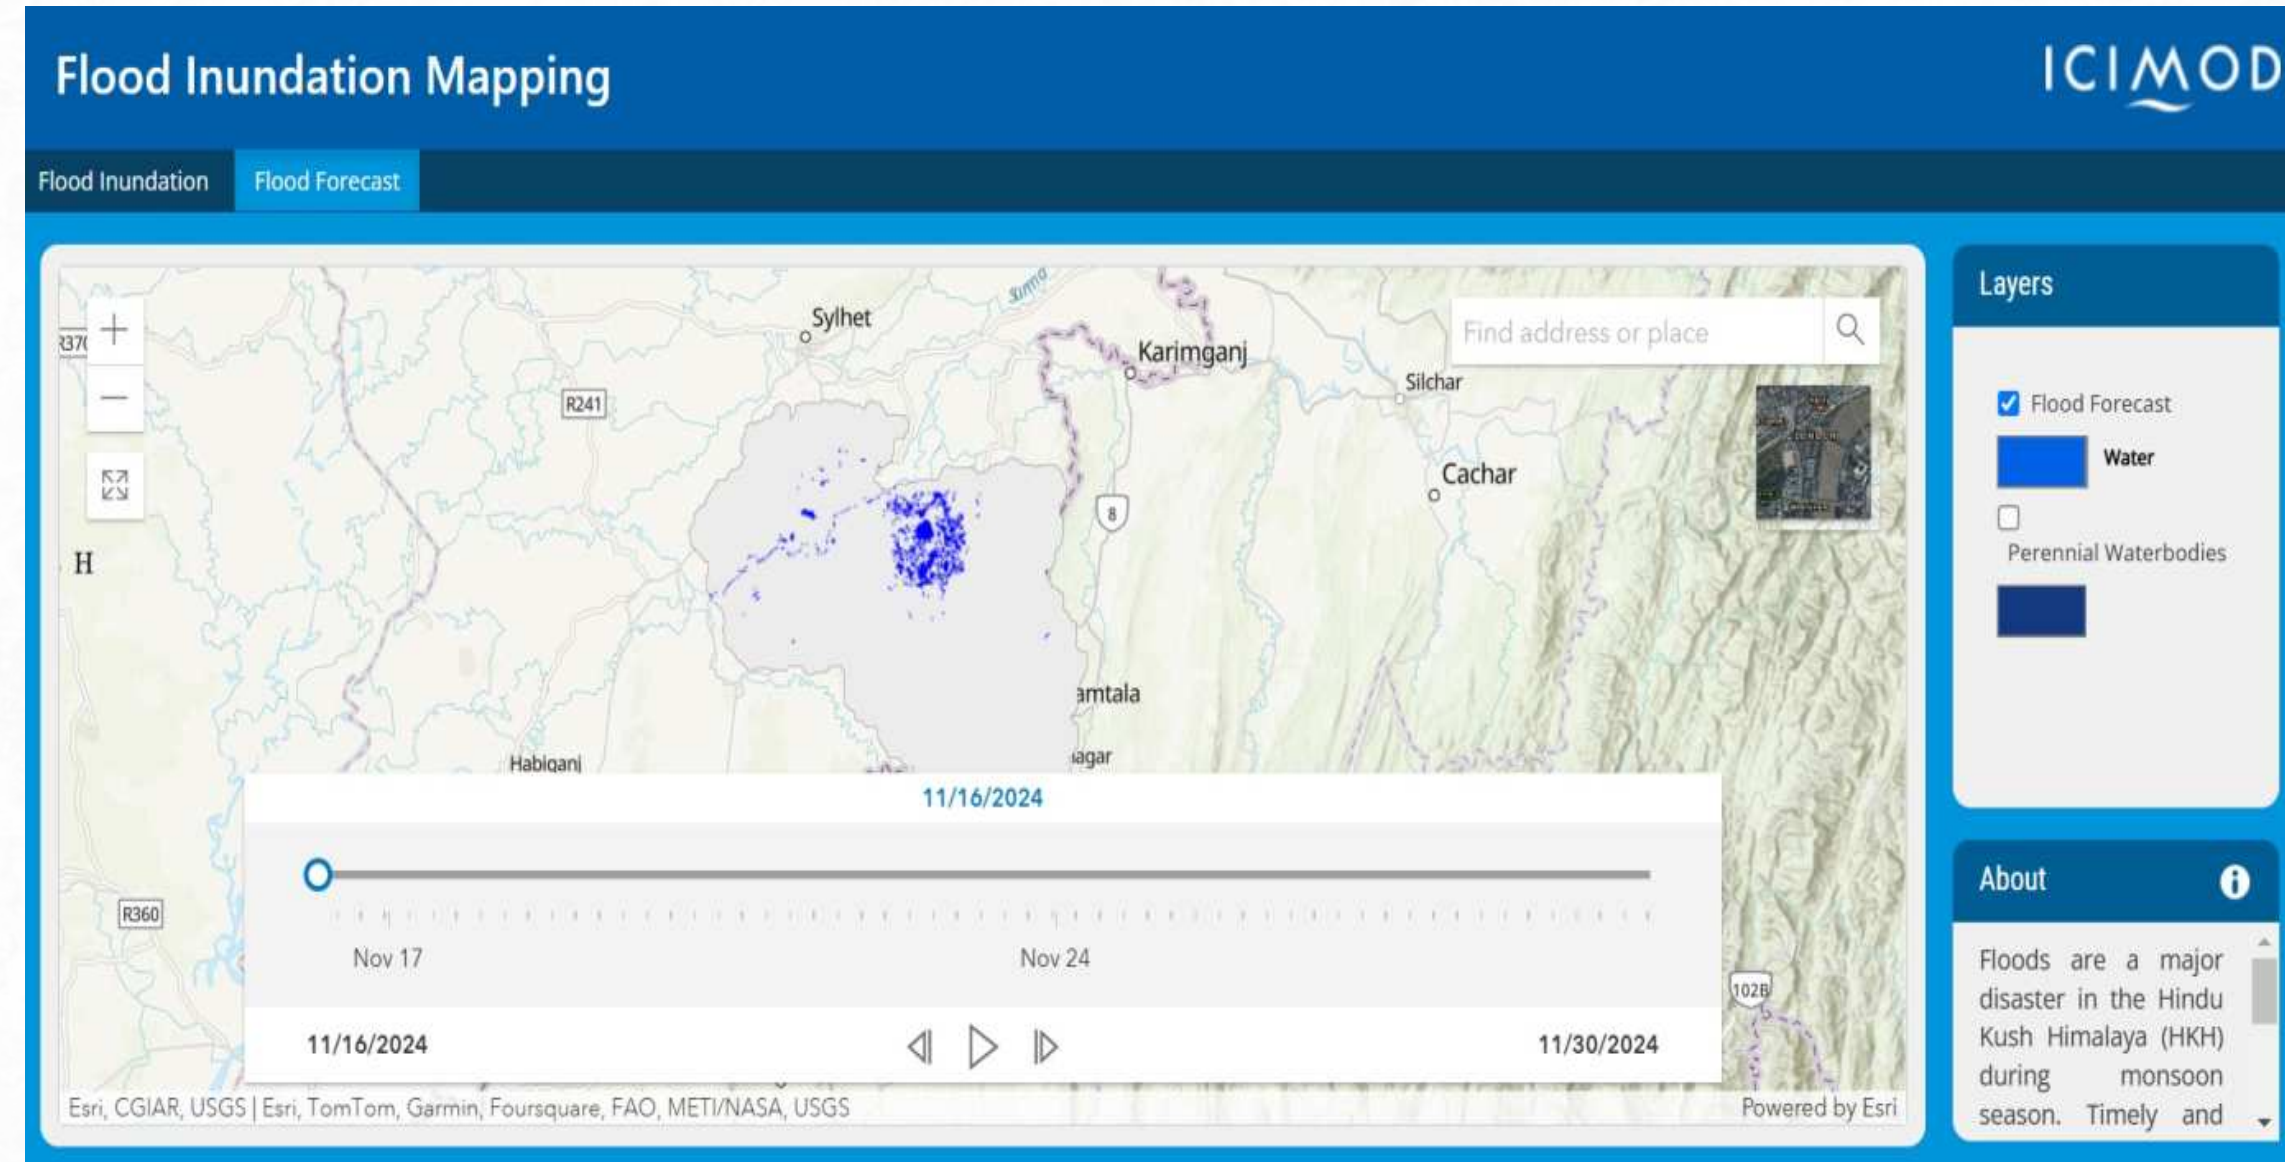 Flood Inundation Mapping
ICIMOD
Flood Inundation
Flood Forecast
Surma
Sylhet
R370
Karimganj
Find address or place
Silchar
R241
Cachar
8
H
amtala
Habiganj
agar
R360
102B
11/16/2024
Nov 17
Nov 24
11/16/2024
11/30/2024
Esri, CGIAR, USGS | Esri, TomTom, Garmin, Foursquare, FAO, METI/NASA, USGS
Powered by Esri
Layers
Flood Forecast
Water
Perennial Waterbodies
About
Floods are a major
disaster in the Hindu
Kush Himalaya (HKH)
during monsoon
season. Timely and